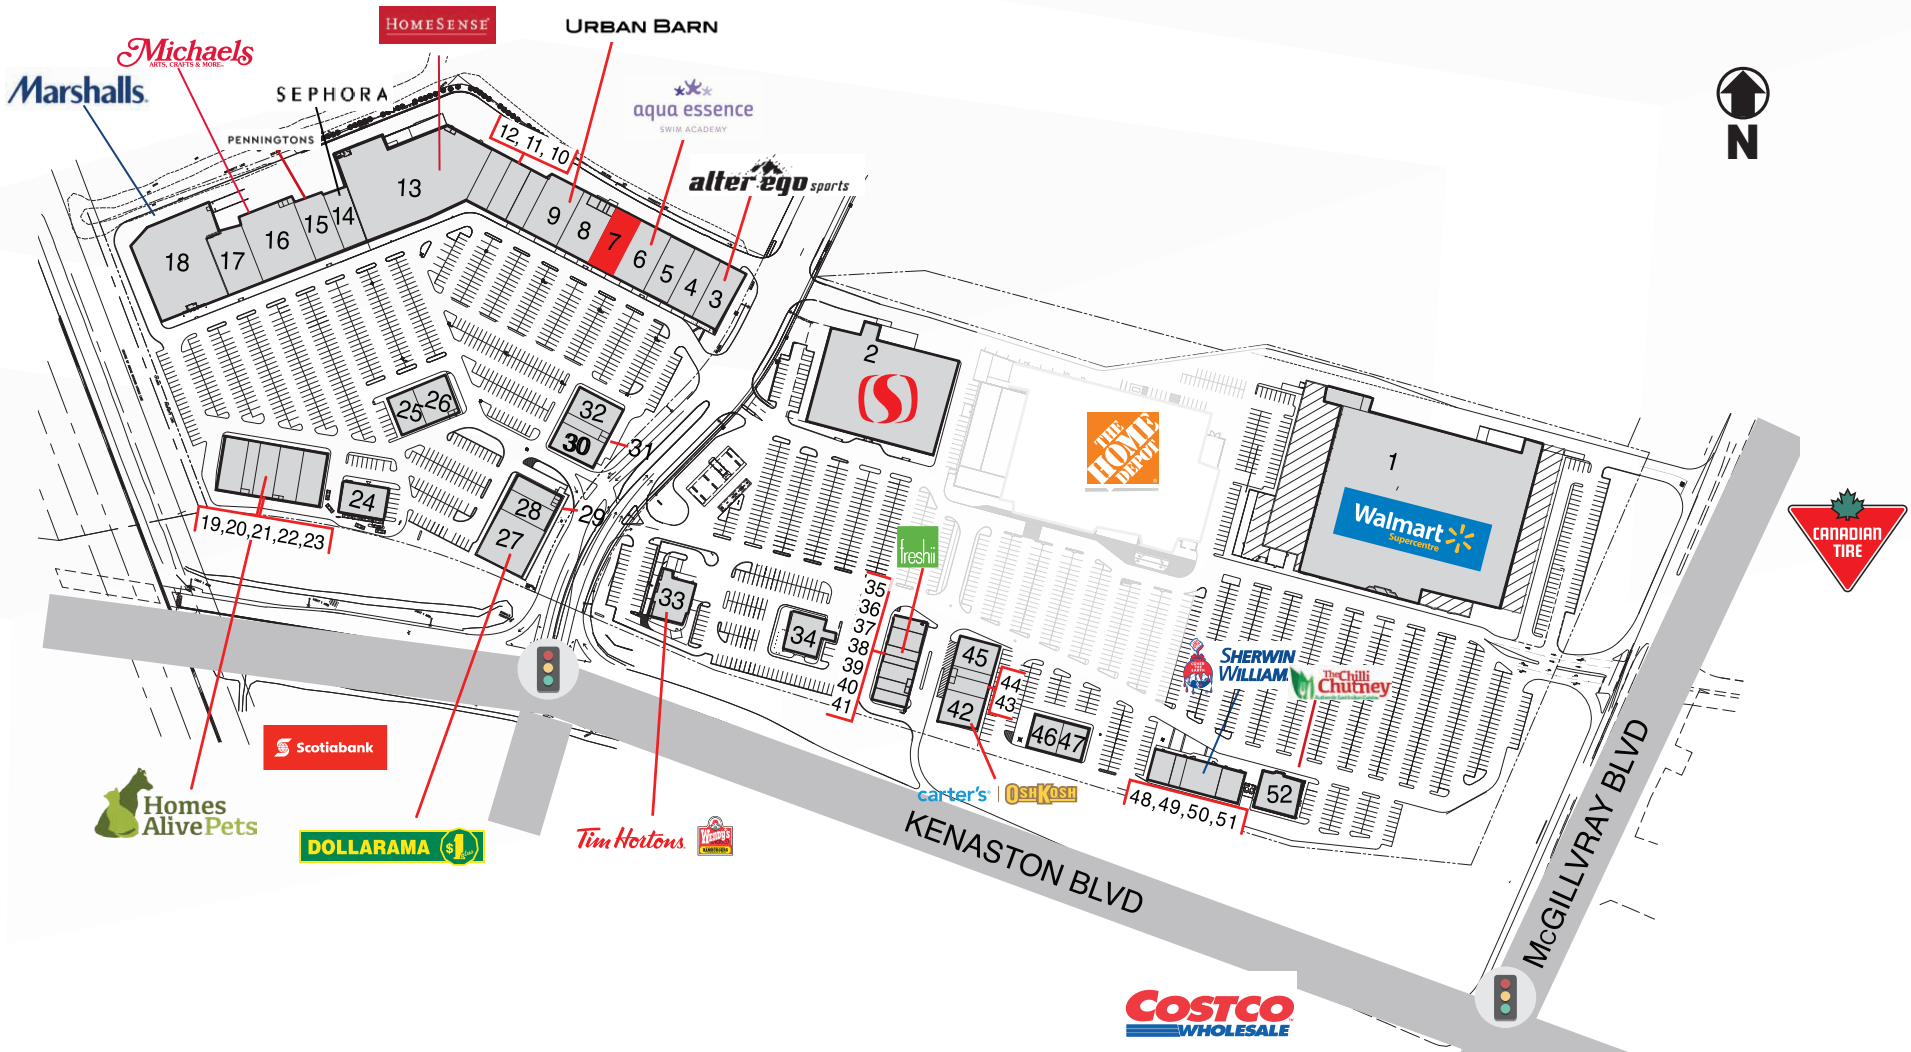 HOMESENSE
URBAN BARN
Michaels
ARTS, CRAFTS & MORE.
Marshalls.
SEPHORA
PENNINGTONS
aqua essence
SWIM ACADEMY
alter ego sports
N
12, 11, 10
13
18
17
16
15
14
9
8
7
6
5
4
3
2
25
26
32
30
31
24
28
29
27
19,20,21,22,23
THE
HOME
DEPOT
1
Walmart
Supercentre
CANADIAN
TIRE
freshii
33
34
35
36
37
38
39
40
41
45
44
43
42
46
47
SHERWIN
WILLIAMS
COVER
THE
EARTH
The Chilli
Chutney
48,49,50,51
52
Scotiabank
Homes
Alive Pets
DOLLARAMA $1
Tim Hortons
Wendy's
HAMBURGERS
carter's | OSHKOSH
KENASTON BLVD
McGILLVRAY BLVD
COSTCO
WHOLESALE